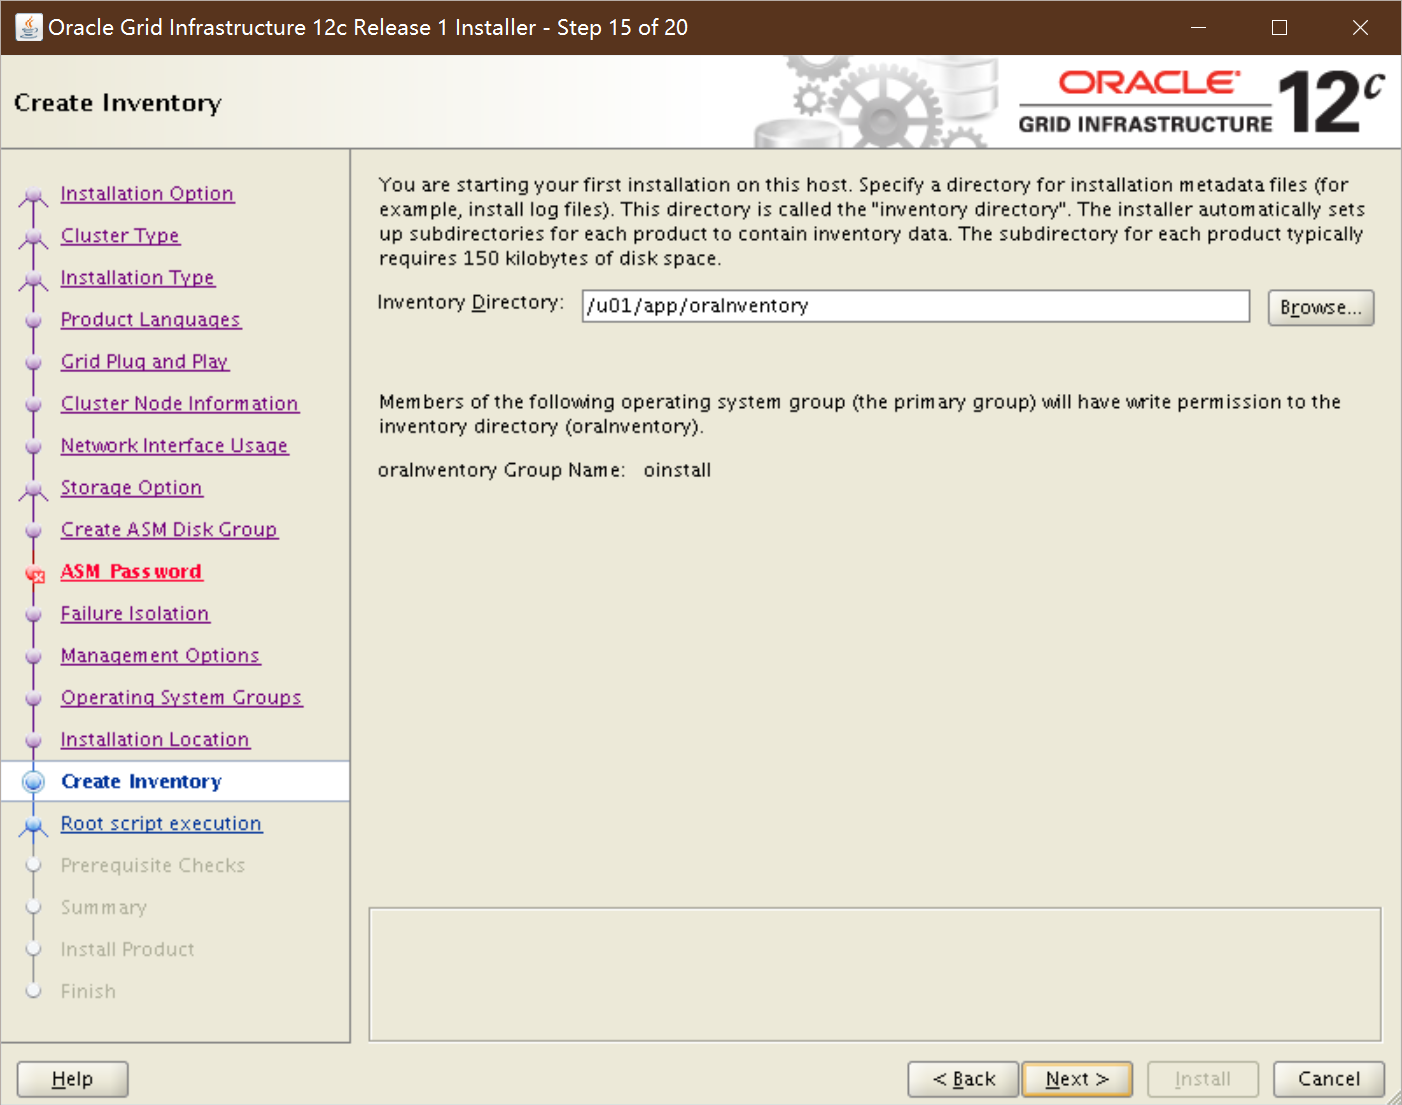 Oracle Grid Infrastructure 12c Release 1 Installer - Step 15 of 20
Create Inventory
ORACLE
GRID INFRASTRUCTURE
12c
Installation Option
Cluster Type
Installation Type
Product Languages
Grid Plug and Play
Cluster Node Information
Network Interface Usage
Storage Option
Create ASM Disk Group
ASM Password
Failure Isolation
Management Options
Operating System Groups
Installation Location
Create Inventory
Root script execution
Prerequisite Checks
Summary
Install Product
Finish
You are starting your first installation on this host. Specify a directory for installation metadata files (for
example, install log files). This directory is called the "inventory directory". The installer automatically sets
up subdirectories for each product to contain inventory data. The subdirectory for each product typically
requires 150 kilobytes of disk space.
Inventory Directory: /u01/app/oraInventory Browse...
Members of the following operating system group (the primary group) will have write permission to the
inventory directory (oraInventory).
oraInventory Group Name: oinstall
Help < Back Next > Install Cancel